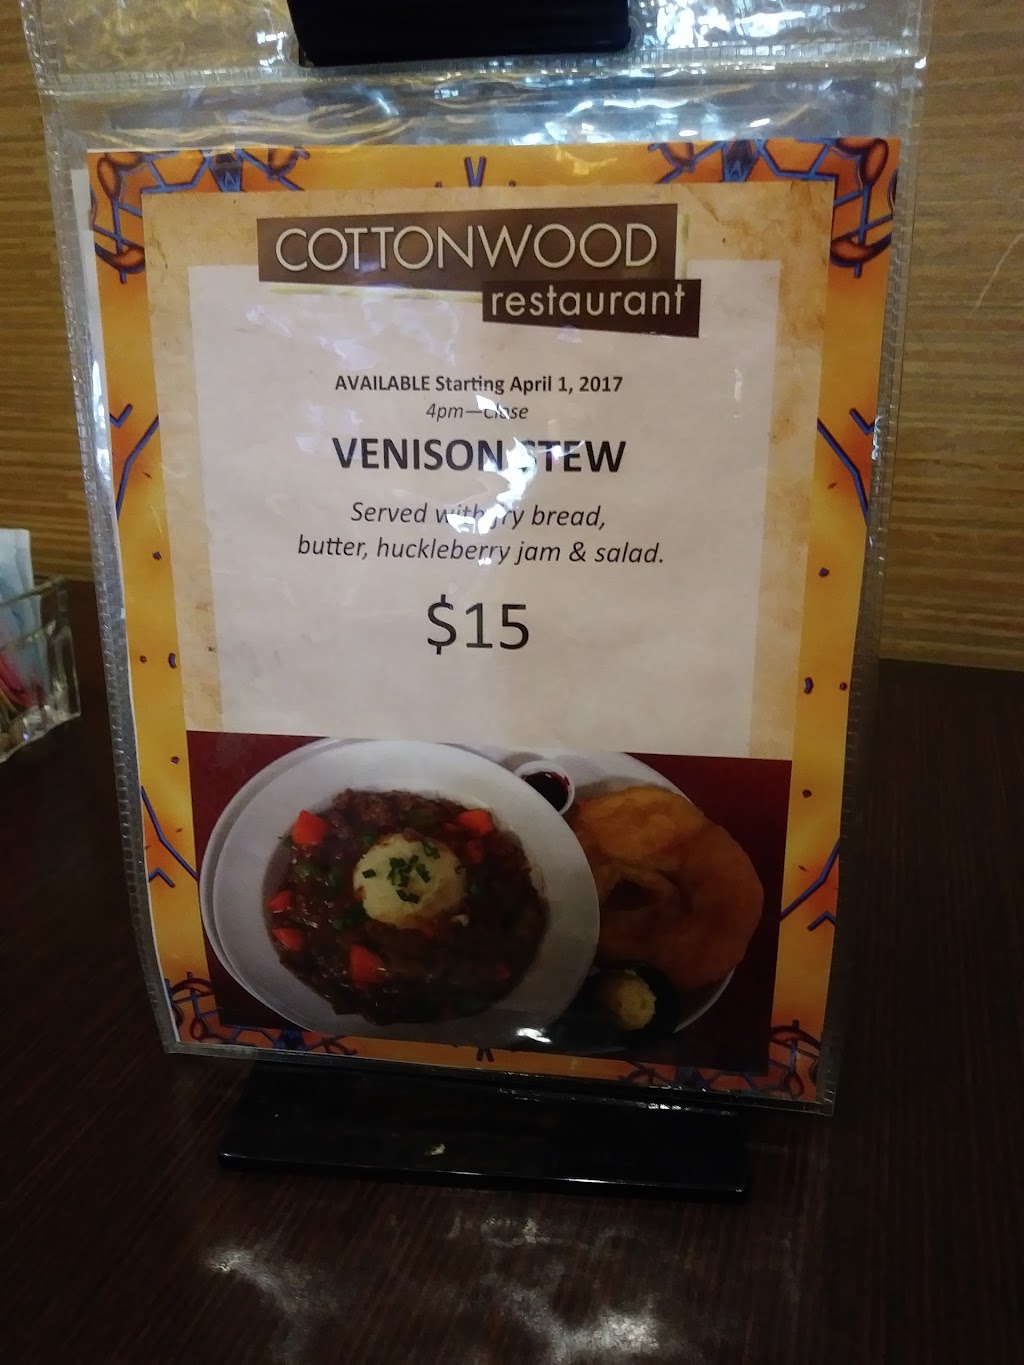 COTTONWOOD
restaurant
AVAILABLE Starting April 1, 2017
4pm—Close
VENISON STEW
Served with fry bread,
butter, huckleberry jam & salad.
$15